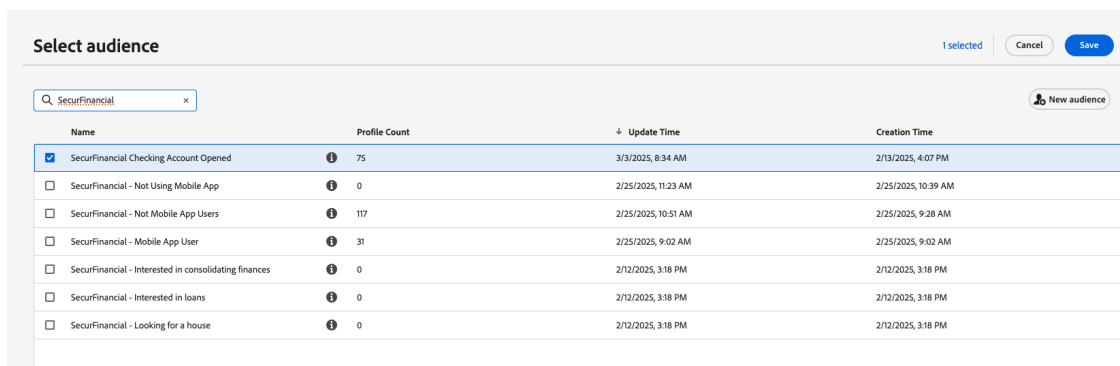 Select audience
1 selected Cancel Save
SecurFinancial ×
New audience
Name Profile Count ↓ Update Time Creation Time
SecurFinancial Checking Account Opened 75 3/3/2025, 8:34 AM 2/13/2025, 4:07 PM
SecurFinancial - Not Using Mobile App 0 2/25/2025, 11:23 AM 2/25/2025, 10:39 AM
SecurFinancial - Not Mobile App Users 117 2/25/2025, 10:51 AM 2/25/2025, 9:28 AM
SecurFinancial - Mobile App User 31 2/25/2025, 9:02 AM 2/25/2025, 9:02 AM
SecurFinancial - Interested in consolidating finances 0 2/12/2025, 3:18 PM 2/12/2025, 3:18 PM
SecurFinancial - Interested in loans 0 2/12/2025, 3:18 PM 2/12/2025, 3:18 PM
SecurFinancial - Looking for a house 0 2/12/2025, 3:18 PM 2/12/2025, 3:18 PM